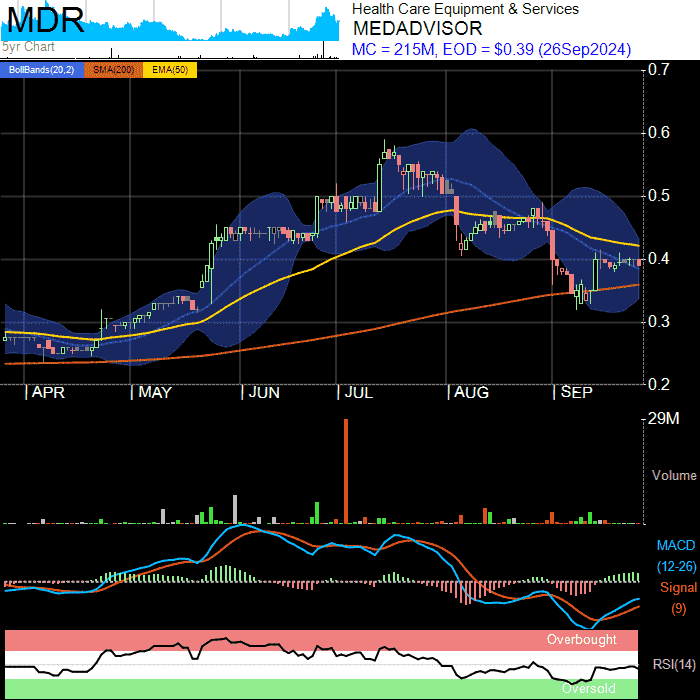 MDR
5yr Chart
Health Care Equipment & Services
MEDADVISOR
MC = 215M, EOD = $0.39 (26Sep2024)
BollBands(20,2) SMA(200) EMA(50)
0.7
0.6
0.5
0.4
0.3
0.2
APR MAY JUN JUL AUG SEP
29M
Volume
MACD
(12-26)
Signal
(9)
Overbought
RSI(14)
Oversold